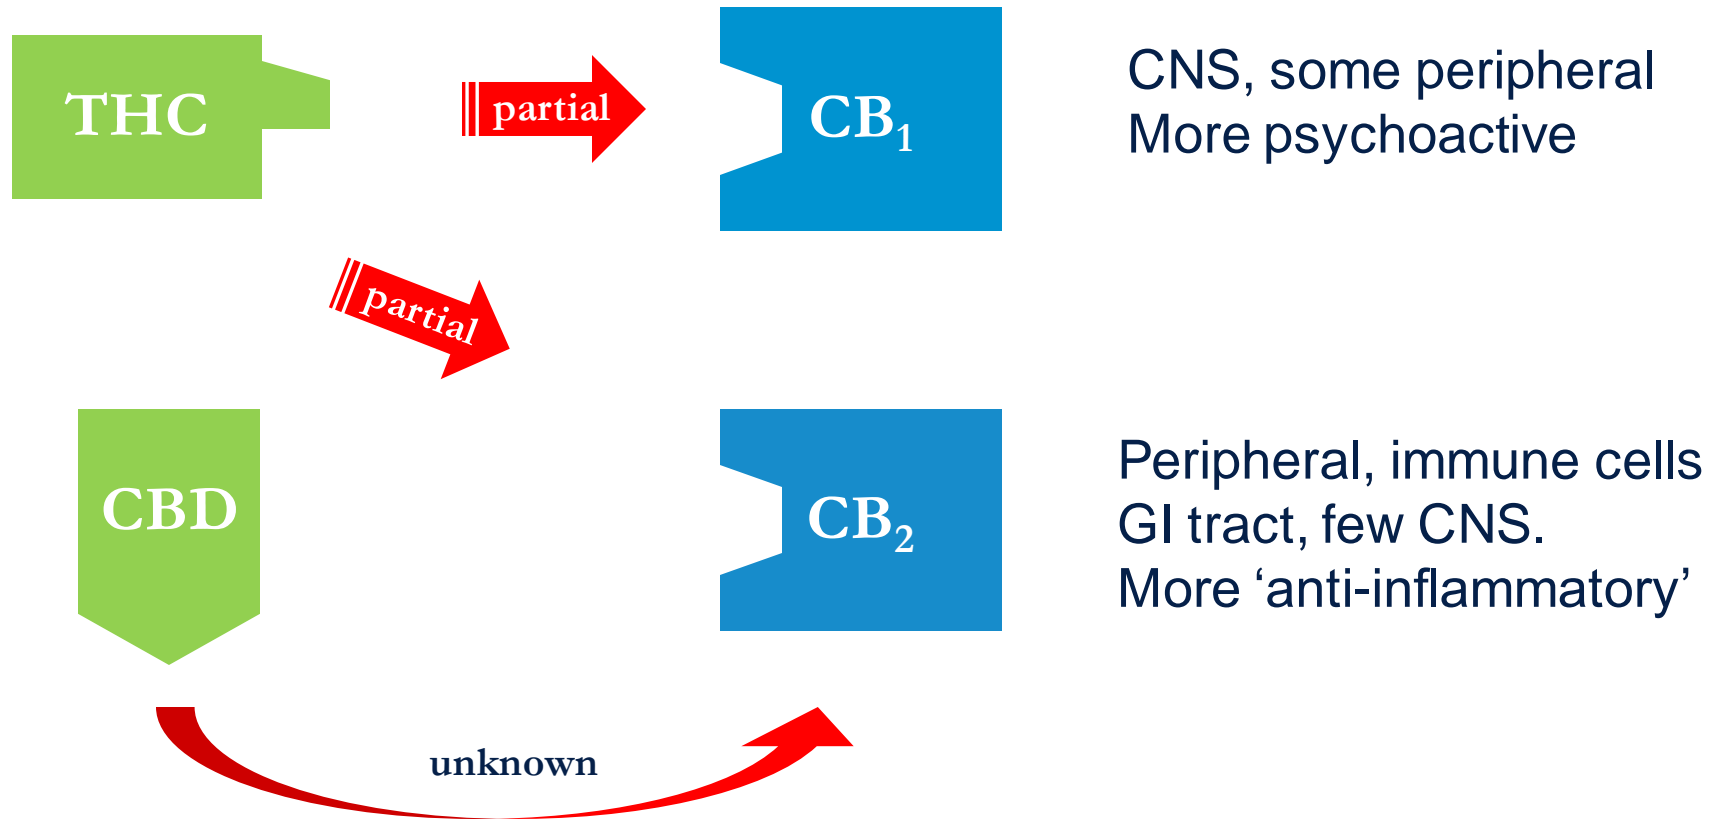 THC
partial
CB₁
CNS, some peripheral
More psychoactive
partial
CBD
CB₂
Peripheral, immune cells
GI tract, few CNS.
More ‘anti-inflammatory’
unknown